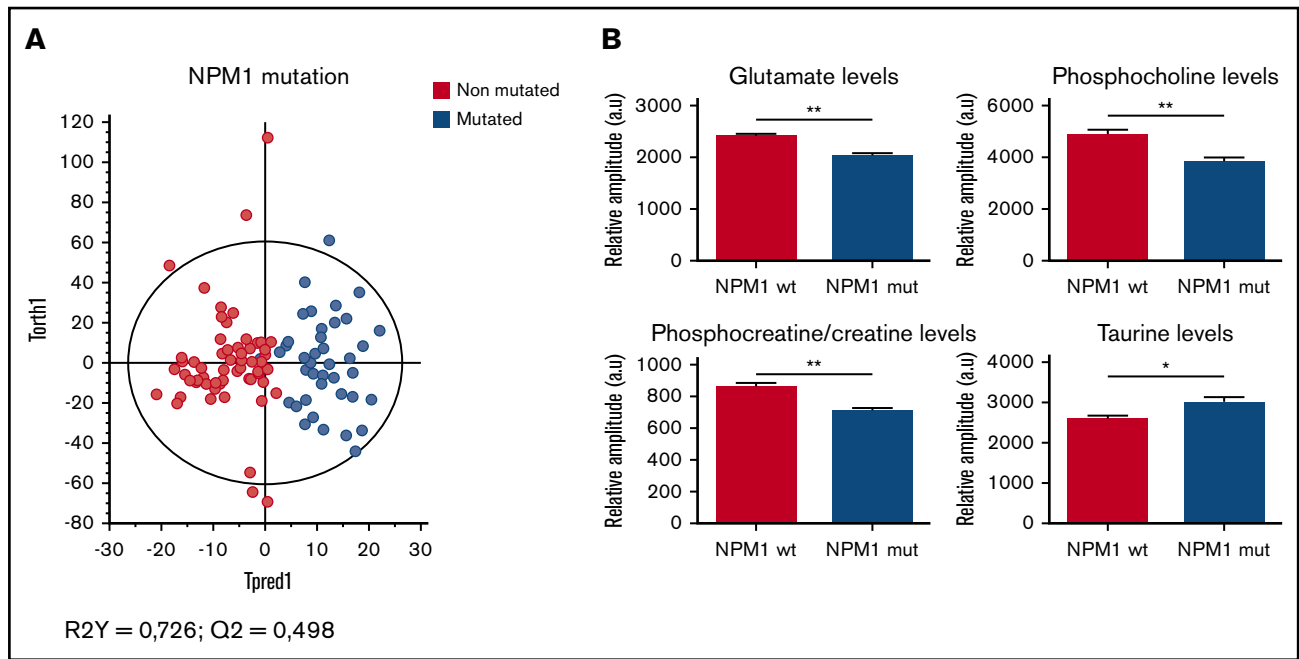 A
NPM1 mutation
Non mutated
Mutated
120
100
80
60
40
20
0
-20
-40
-60
-80
-30
-20
-10
0
10
20
30
Torth1
Tpred1
R2Y = 0,726; Q2 = 0,498
B
Glutamate levels
**
3000
2000
1000
0
Relative amplitude (a.u)
NPM1 wt
NPM1 mut
Phosphocholine levels
**
6000
4000
2000
0
Relative amplitude (a.u)
NPM1 wt
NPM1 mut
Phosphocreatine/creatine levels
**
1000
800
600
400
200
0
Relative amplitude (a.u)
NPM1 wt
NPM1 mut
Taurine levels
*
4000
3000
2000
1000
0
Relative amplitude (a.u)
NPM1 wt
NPM1 mut